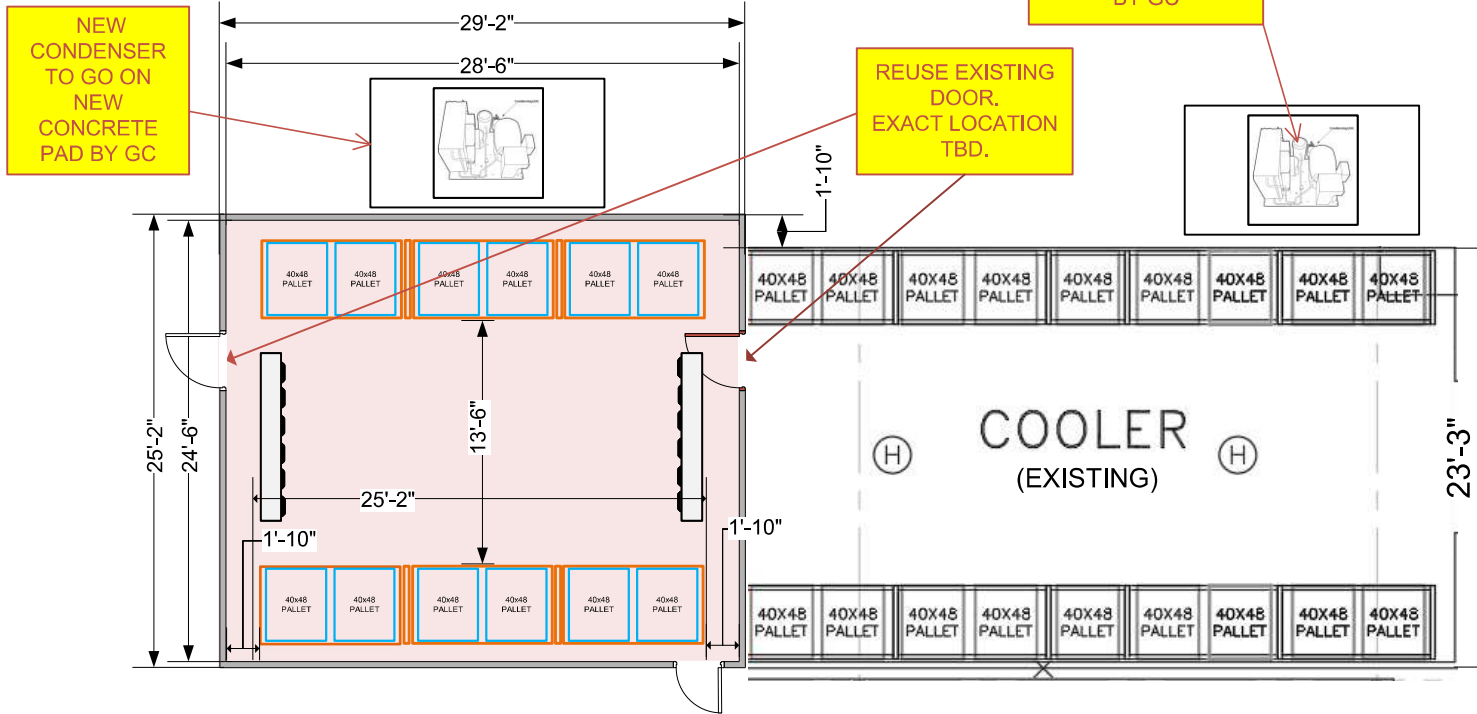 BY GC
NEW
CONDENSER
TO GO ON
NEW
CONCRETE
PAD BY GC
29'-2"
28'-6"
REUSE EXISTING
DOOR.
EXACT LOCATION
TBD.
1'-10"
40x48
PALLET
40x48
PALLET
40x48
PALLET
40x48
PALLET
40x48
PALLET
40x48
PALLET
40X48
PALLET
40X48
PALLET
40X48
PALLET
40X48
PALLET
40X48
PALLET
40X48
PALLET
40X48
PALLET
40X48
PALLET
40X48
PALLET
25'-2"
24'-6"
13'-6"
25'-2"
1'-10"
1'-10"
COOLER
(EXISTING)
H
H
23'-3"
40x48
PALLET
40x48
PALLET
40x48
PALLET
40x48
PALLET
40x48
PALLET
40x48
PALLET
40X48
PALLET
40X48
PALLET
40X48
PALLET
40X48
PALLET
40X48
PALLET
40X48
PALLET
40X48
PALLET
40X48
PALLET
40X48
PALLET